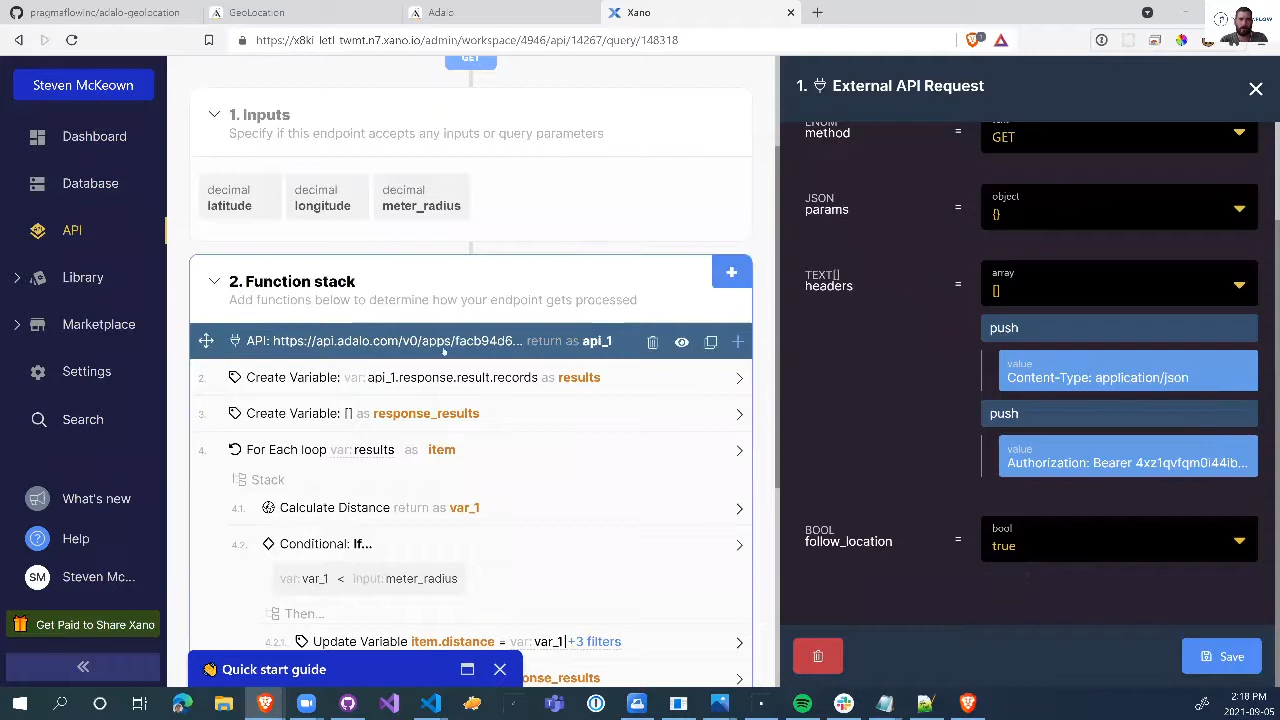 pragmaflowinc/adalo-geolocation
GeoLocation
Adalo
Xano
https://x8ki-letl-twmt.n7.xano.io/admin/workspace/4946/api/14267/query/148318
Steven McKeown
Dashboard
Database
API
Library
Marketplace
Settings
Search
What's new
Help
SM
Steven Mc...
Get Paid to Share Xano
GET
1. Inputs
Specify if this endpoint accepts any inputs or query parameters
decimal
latitude
decimal
longitude
decimal
meter_radius
2. Function stack
Add functions below to determine how your endpoint gets processed
API: https://api.adalo.com/v0/apps/facb94d6... return as api_1
2. Create Variable: var:api_1.response.result.records as results
3. Create Variable: [] as response_results
4. For Each loop var:results as item
Stack
4.1. Calculate Distance return as var_1
4.2. Conditional: If...
var:var_1 < input:meter_radius
Then...
4.2.1. Update Variable item.distance = var:var_1|+3 filters
Quick start guide
1. External API Request
ENUM
method = GET
JSON
params = object
{}
TEXT[]
headers = array
[]
push
value
Content-Type: application/json
push
value
Authorization: Bearer 4xz1qvfqm0i44ib...
BOOL
follow_location = bool
true
Save
2:18 PM
2021-09-05